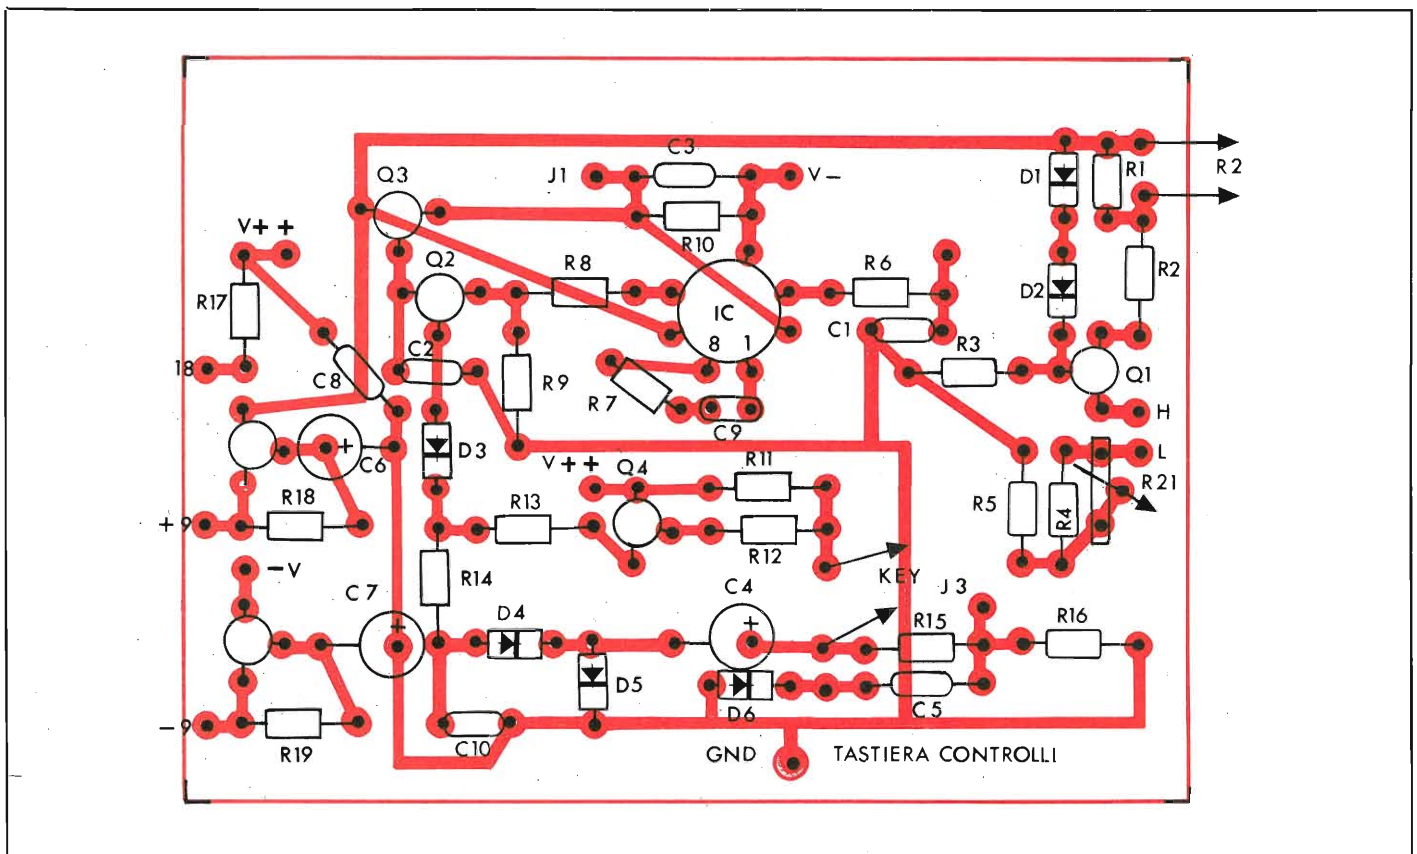 C3
J1
V-
D1
R1
R2
Q3
R10
V++
Q2
R8
R6
D2
R2
R17
IC
C1
8 1
R3
18
C2
C8
R9
R7
Q1
H
C9
C6
D3
V++
Q4
R11
L
R21
R18
R13
R5
R4
+9
R12
-V
KEY
R14
C7
C4
J3
D4
R15
R16
D5
D6
C5
-9
R19
C10
GND
TASTIERA CONTROLLI